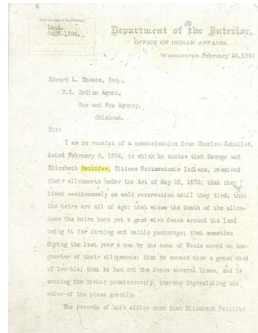 Land.
6406-1894.
Department of the Interior,
OFFICE OF INDIAN AFFAIRS,
WASHINGTON, February 24, 1894
Edward L. Thomas, Esq.,
U.S. Indian Agent,
Sac and Fox Agency,
Oklahoma.
Sir:
I am in receipt of a communication from Charles
dated February 5, 1894, in which he states that George and
Elizabeth Pettifer, Citizen Pottawatomie Indians, received
their allotments under the Act of May 23, 1872; that they
lived continuously on said reservation until they died; that
the heirs are all of age; that since the death of the allot-
tees the heirs have put a good wire fence around the land
using it for farming and cattle pasturage; that sometime
during the last year a man by the name of moved on one
quarter of their allotments; that he caused them a great deal
of trouble; that he has cut the fence several times, and is
cutting the timber promiscuously, thereby depreciating the
value of the place greatly.
The records of this office show that Elizabeth Pettifer